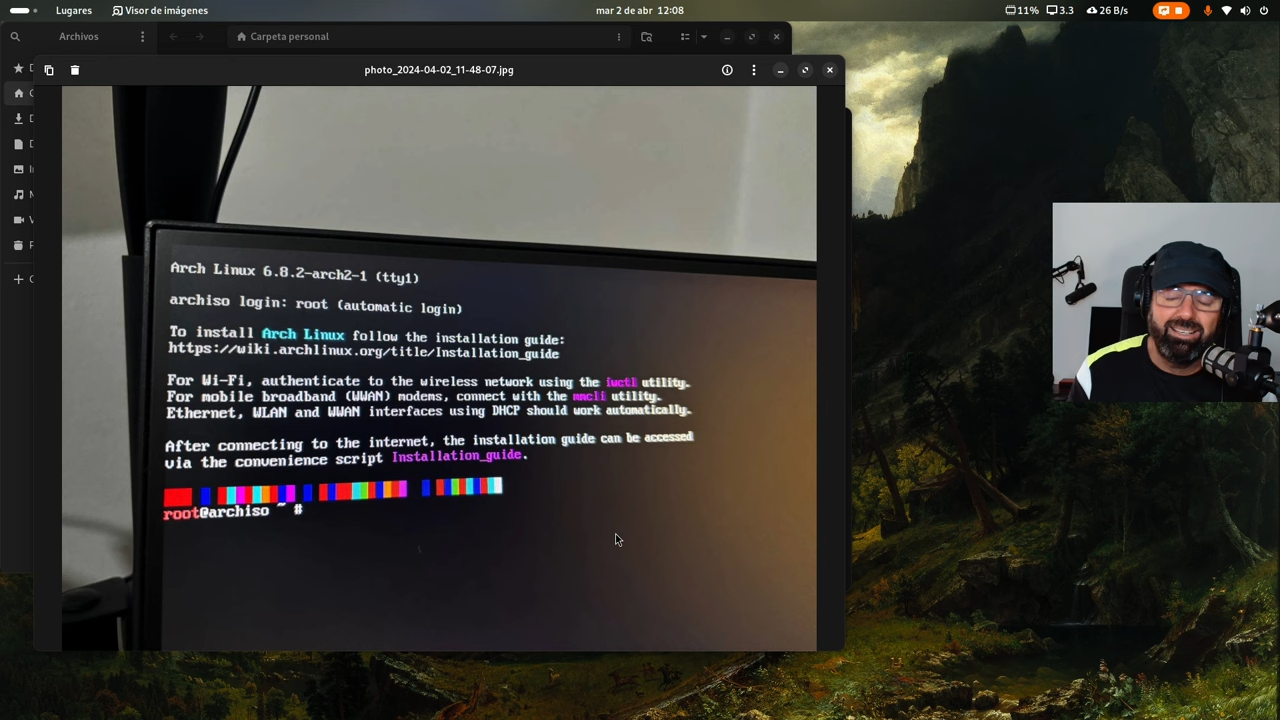 Lugares
Visor de imágenes
mar 2 de abr 12:08
11%
3.3
26 B/s
Archivos
Carpeta personal
photo_2024-04-02_11-48-07.jpg
Arch Linux 6.8.2-arch2-1 (tty1)
archiso login: root (automatic login)
To install Arch Linux follow the installation guide:
https://wiki.archlinux.org/title/Installation_guide
For Wi-Fi, authenticate to the wireless network using the iwctl utility.
For mobile broadband (WWAN) modems, connect with the mmcli utility.
Ethernet, WLAN and WWAN interfaces using DHCP should work automatically.
After connecting to the internet, the installation guide can be accessed
via the convenience script Installation_guide.
root@archiso ~ #